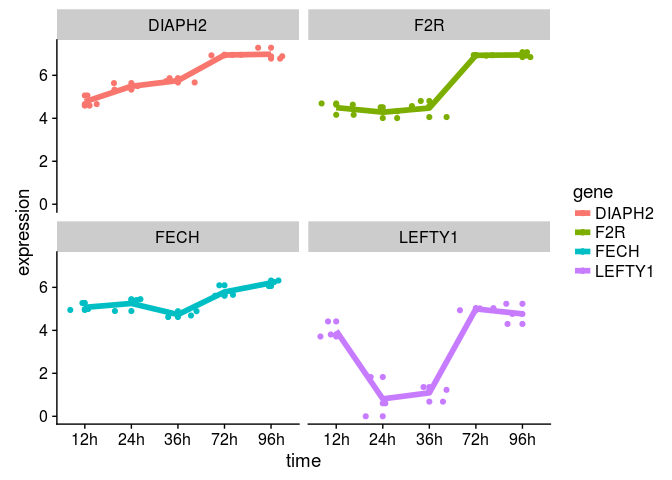 DIAPH2
F2R
6
4
2
0
FECH
LEFTY1
6
4
2
0
12h 24h 36h 72h 96h
12h 24h 36h 72h 96h
time
expression
gene
DIAPH2
F2R
FECH
LEFTY1